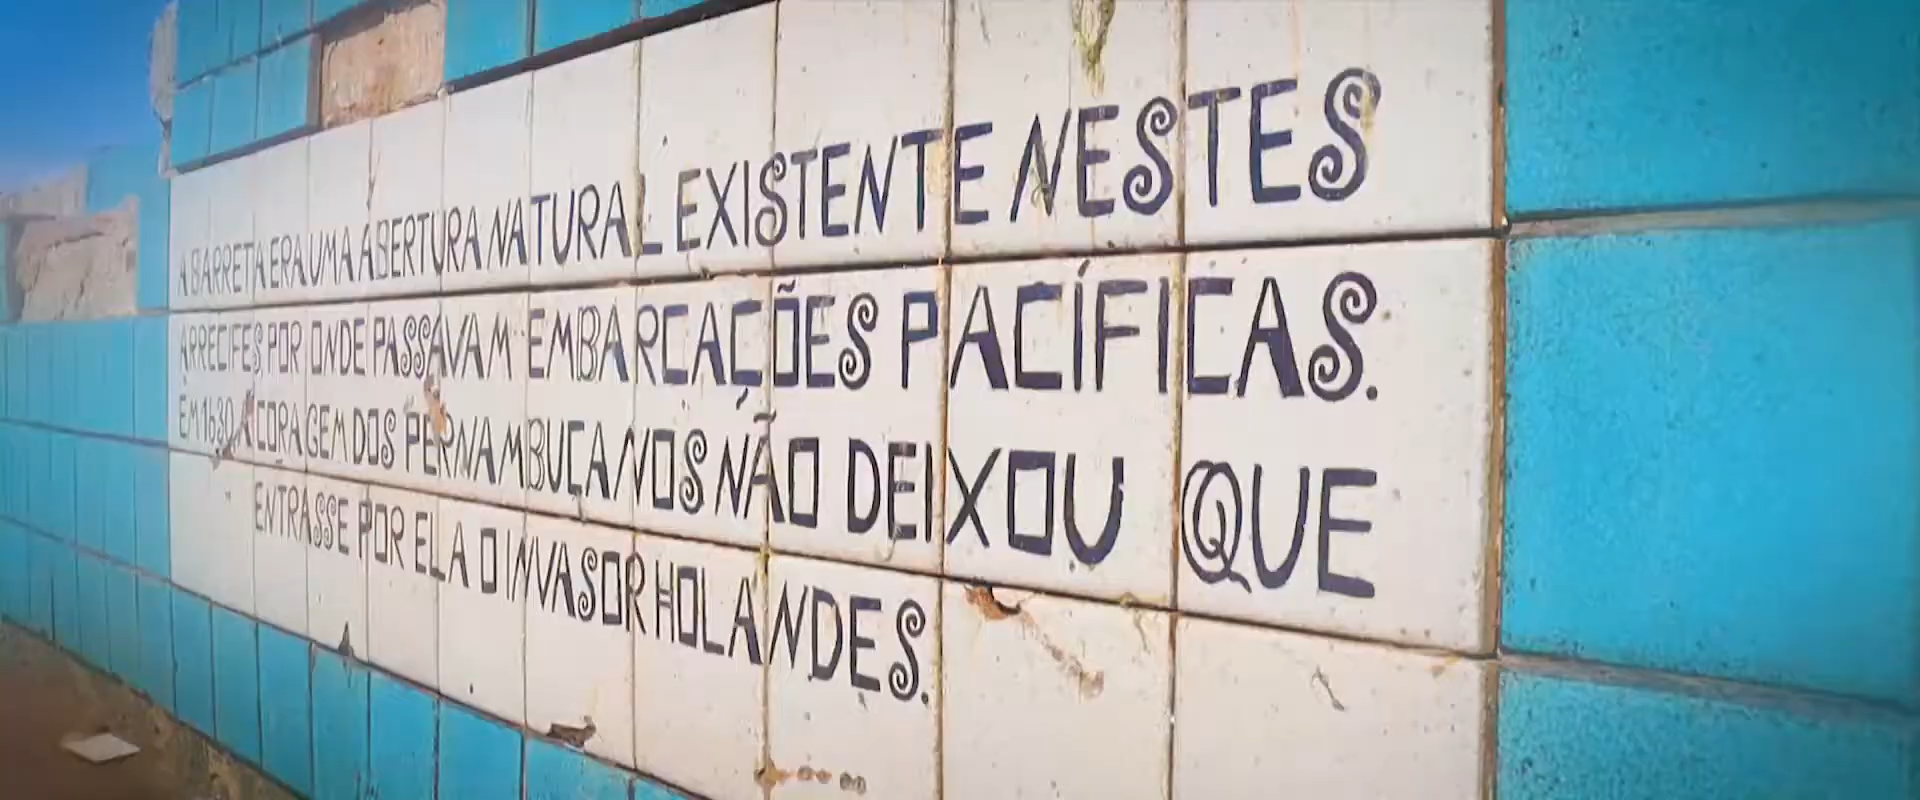 A BARRETA ERA UMA ABERTURA NATURAL EXISTENTE NESTES
ARRECIFES, POR ONDE PASSAVAM EMBARCAÇÕES PACÍFICAS.
EM 1630 A CORAGEM DOS PERNAMBUCANOS NÃO DEIXOU QUE
ENTRASSE POR ELA O INVASOR HOLANDÊS.